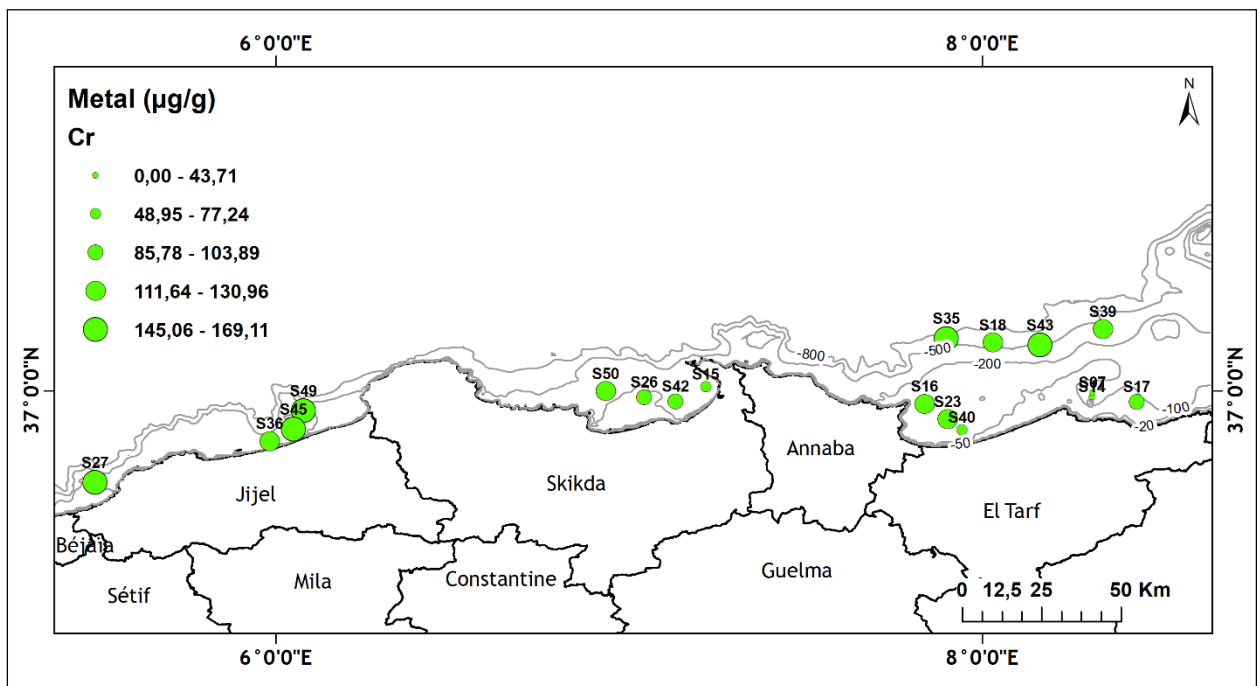 6°0'0"E 8°0'0"E
Metal (µg/g)
Cr
0,00 - 43,71
48,95 - 77,24
85,78 - 103,89
111,64 - 130,96
145,06 - 169,11
N
37°0'0"N
37°0'0"N
S35
S18
S43
S39
-800
-500
-200
S50
S26
S42
S15
S16
S23
S40
S07
S14
S17
-100
-20
-50
S49
S45
S36
S27
Jijel
Skikda
Annaba
El Tarf
Béjaïa
Sétif
Mila
Constantine
Guelma
0 12,5 25 50 Km
6°0'0"E 8°0'0"E